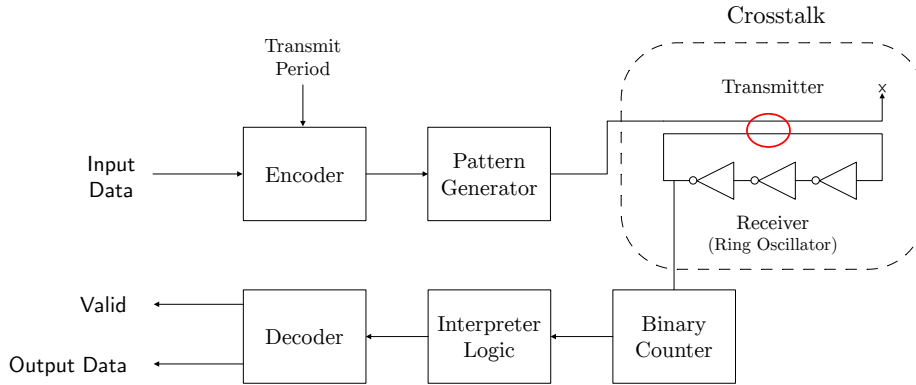 Crosstalk
Transmit
Period
Transmitter
x
Input
Data
Encoder
Pattern
Generator
Receiver
(Ring Oscillator)
Valid
Output Data
Decoder
Interpreter
Logic
Binary
Counter